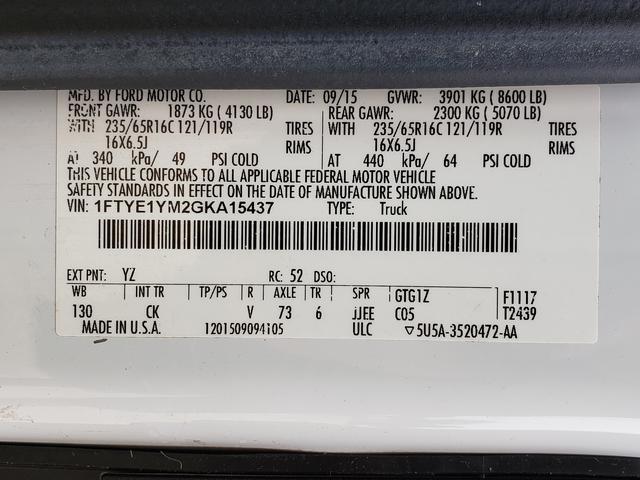 MFD. BY FORD MOTOR CO. DATE: 09/15 GVWR: 3901 KG ( 8600 LB)
FRONT GAWR: 1873 KG ( 4130 LB) REAR GAWR: 2300 KG ( 5070 LB)
WITH 235/65R16C 121/119R TIRES WITH 235/65R16C 121/119R TIRES
16X6.5J RIMS 16X6.5J RIMS
AT 340 kPa/ 49 PSI COLD AT 440 kPa/ 64 PSI COLD
THIS VEHICLE CONFORMS TO ALL APPLICABLE FEDERAL MOTOR VEHICLE
SAFETY STANDARDS IN EFFECT ON THE DATE OF MANUFACTURE SHOWN ABOVE.
VIN: 1FTYE1YM2GKA15437 TYPE: Truck
EXT PNT: YZ RC: 52 DSO:
WB INT TR TP/PS R AXLE TR SPR GTG1Z F1117
130 CK V 73 6 JJEE C05 T2439
MADE IN U.S.A. 1201509094105 ULC ▽5U5A-3520472-AA